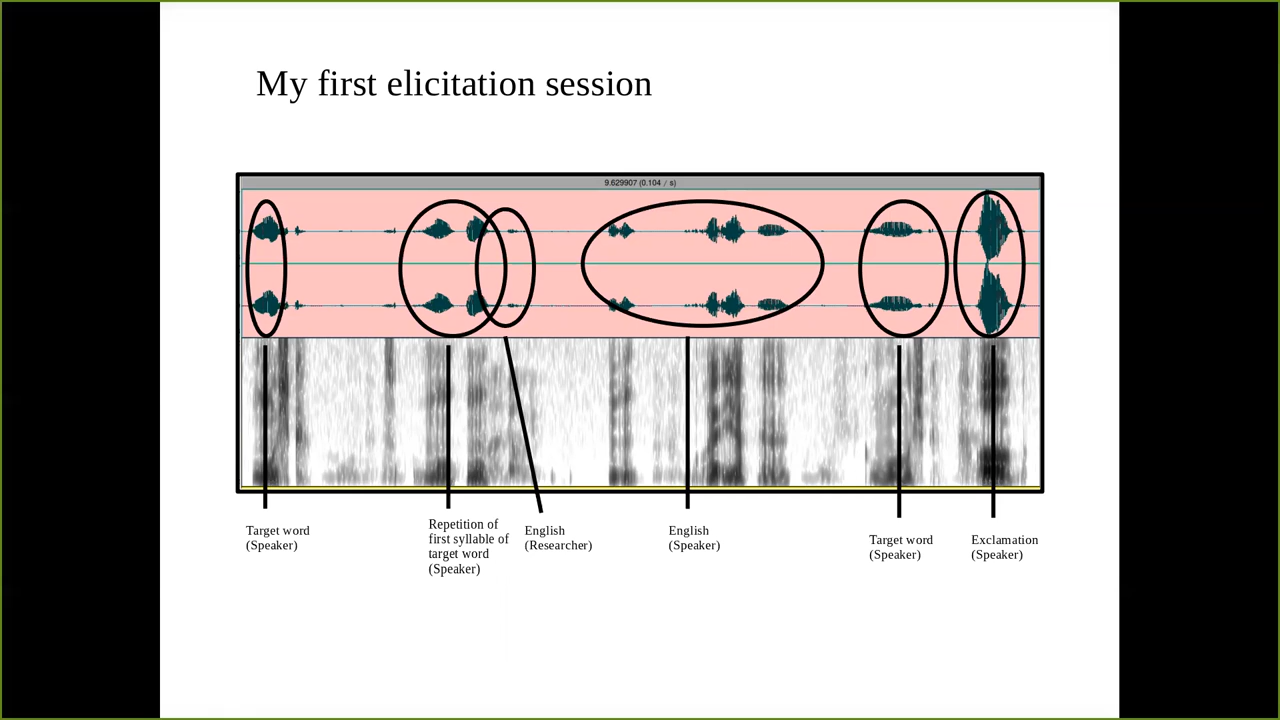 My first elicitation session
9.629907 (0.104 / s)
Target word
(Speaker)
Repetition of
first syllable of
target word
(Speaker)
English
(Researcher)
English
(Speaker)
Target word
(Speaker)
Exclamation
(Speaker)